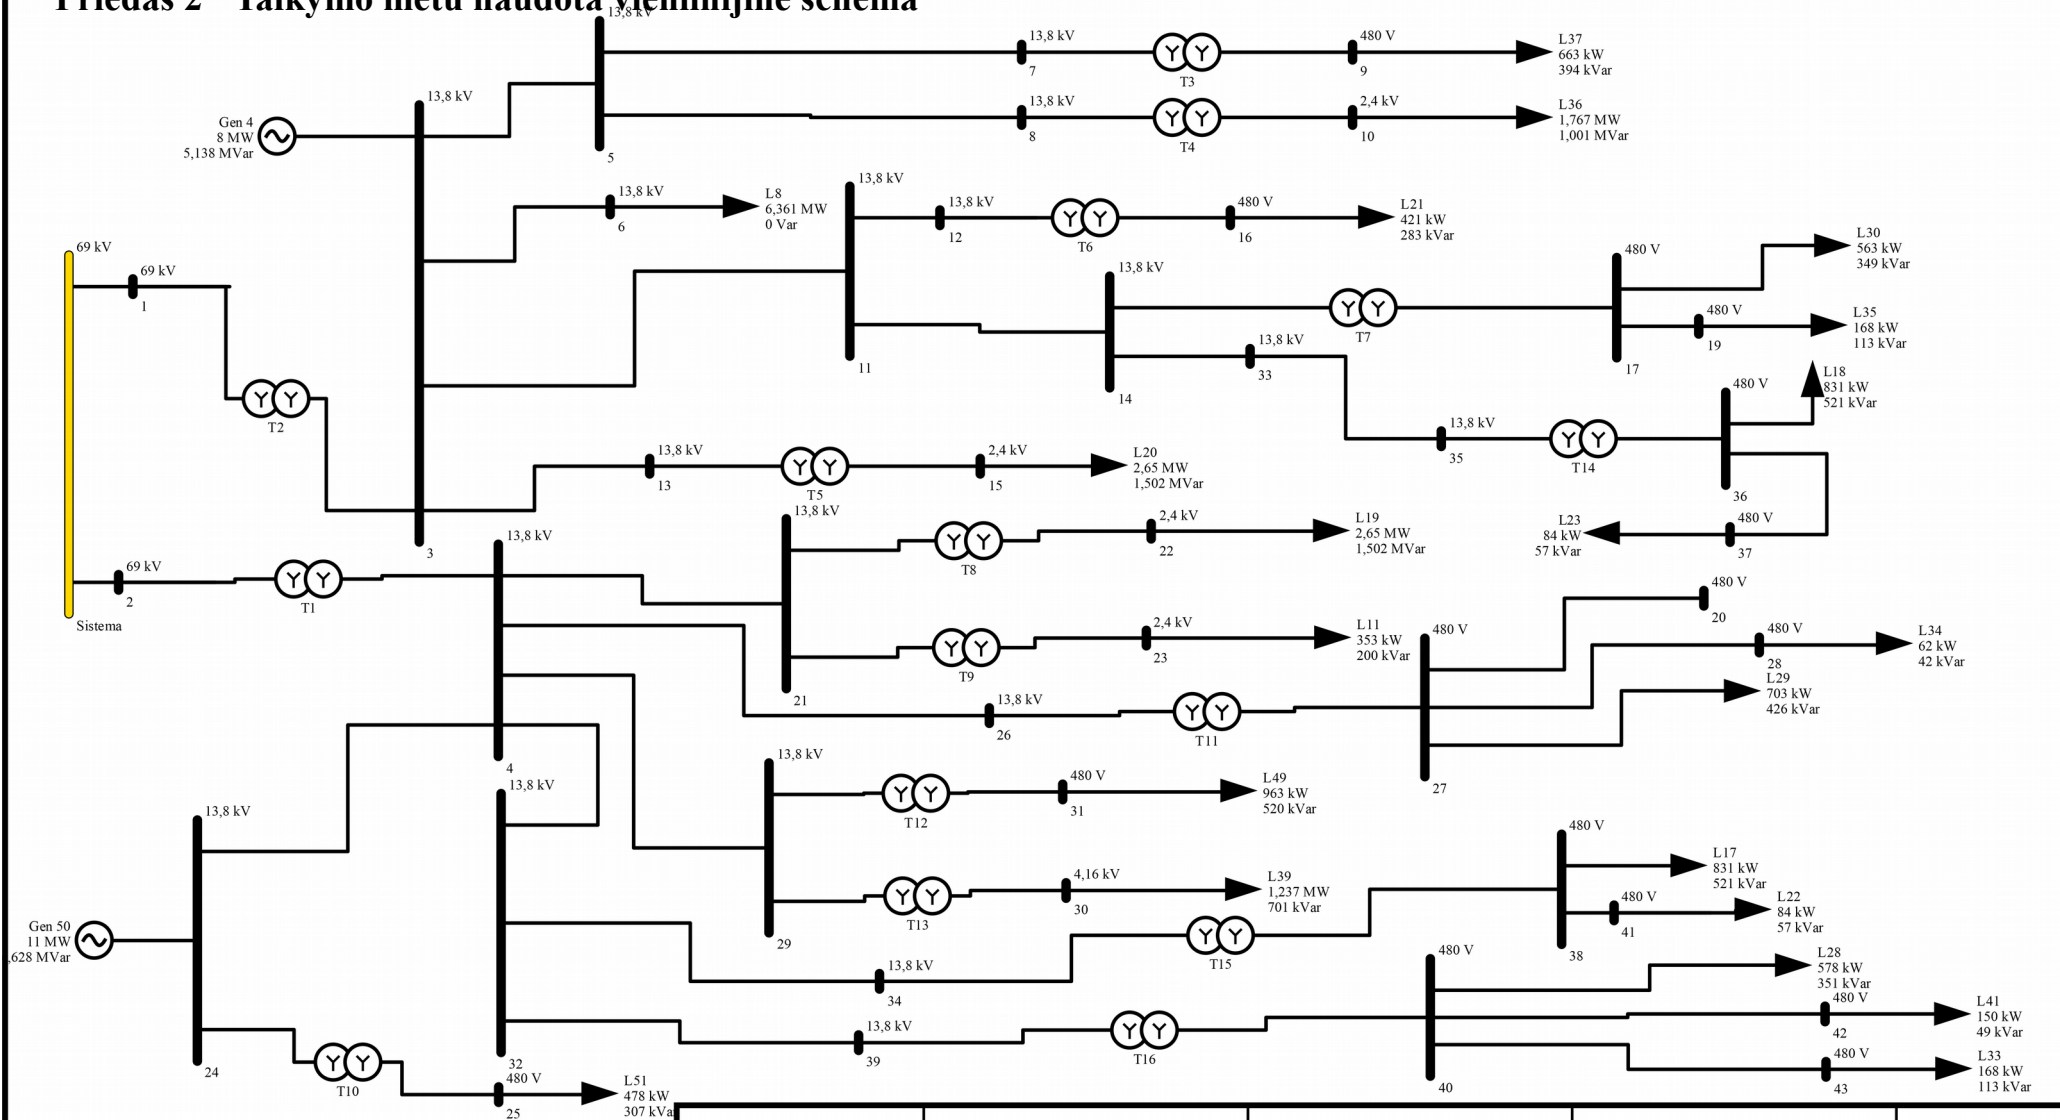 Priedas 2 Taikymo metu naudota vienlinijinė schema
13,8 kV
5
13,8 kV
7
T3
480 V
9
L37
663 kW
394 kVar
13,8 kV
8
T4
2,4 kV
10
L36
1,767 MW
1,001 MVar
Gen 4
8 MW
5,138 MVar
13,8 kV
3
13,8 kV
6
L8
6,361 MW
0 Var
13,8 kV
11
13,8 kV
12
T6
480 V
16
L21
421 kW
283 kVar
69 kV
Sistema
69 kV
1
T2
13,8 kV
14
T7
480 V
17
L30
563 kW
349 kVar
480 V
19
L35
168 kW
113 kVar
13,8 kV
33
13,8 kV
35
T14
480 V
36
L18
831 kW
521 kVar
L23
84 kW
57 kVar
480 V
37
13,8 kV
13
T5
2,4 kV
15
L20
2,65 MW
1,502 MVar
69 kV
2
T1
13,8 kV
4
13,8 kV
21
T8
2,4 kV
22
L19
2,65 MW
1,502 MVar
T9
2,4 kV
23
L11
353 kW
200 kVar
13,8 kV
26
T11
480 V
27
480 V
20
480 V
28
L34
62 kW
42 kVar
L29
703 kW
426 kVar
13,8 kV
29
T12
480 V
31
L49
963 kW
520 kVar
T13
4,16 kV
30
L39
1,237 MW
701 kVar
13,8 kV
32
13,8 kV
34
T15
480 V
38
L17
831 kW
521 kVar
480 V
41
L22
84 kW
57 kVar
13,8 kV
39
T16
480 V
40
L28
578 kW
351 kVar
480 V
42
L41
150 kW
49 kVar
480 V
43
L33
168 kW
113 kVar
13,8 kV
24
Gen 50
11 MW
,628 MVar
T10
480 V
25
L51
478 kW
307 kVar